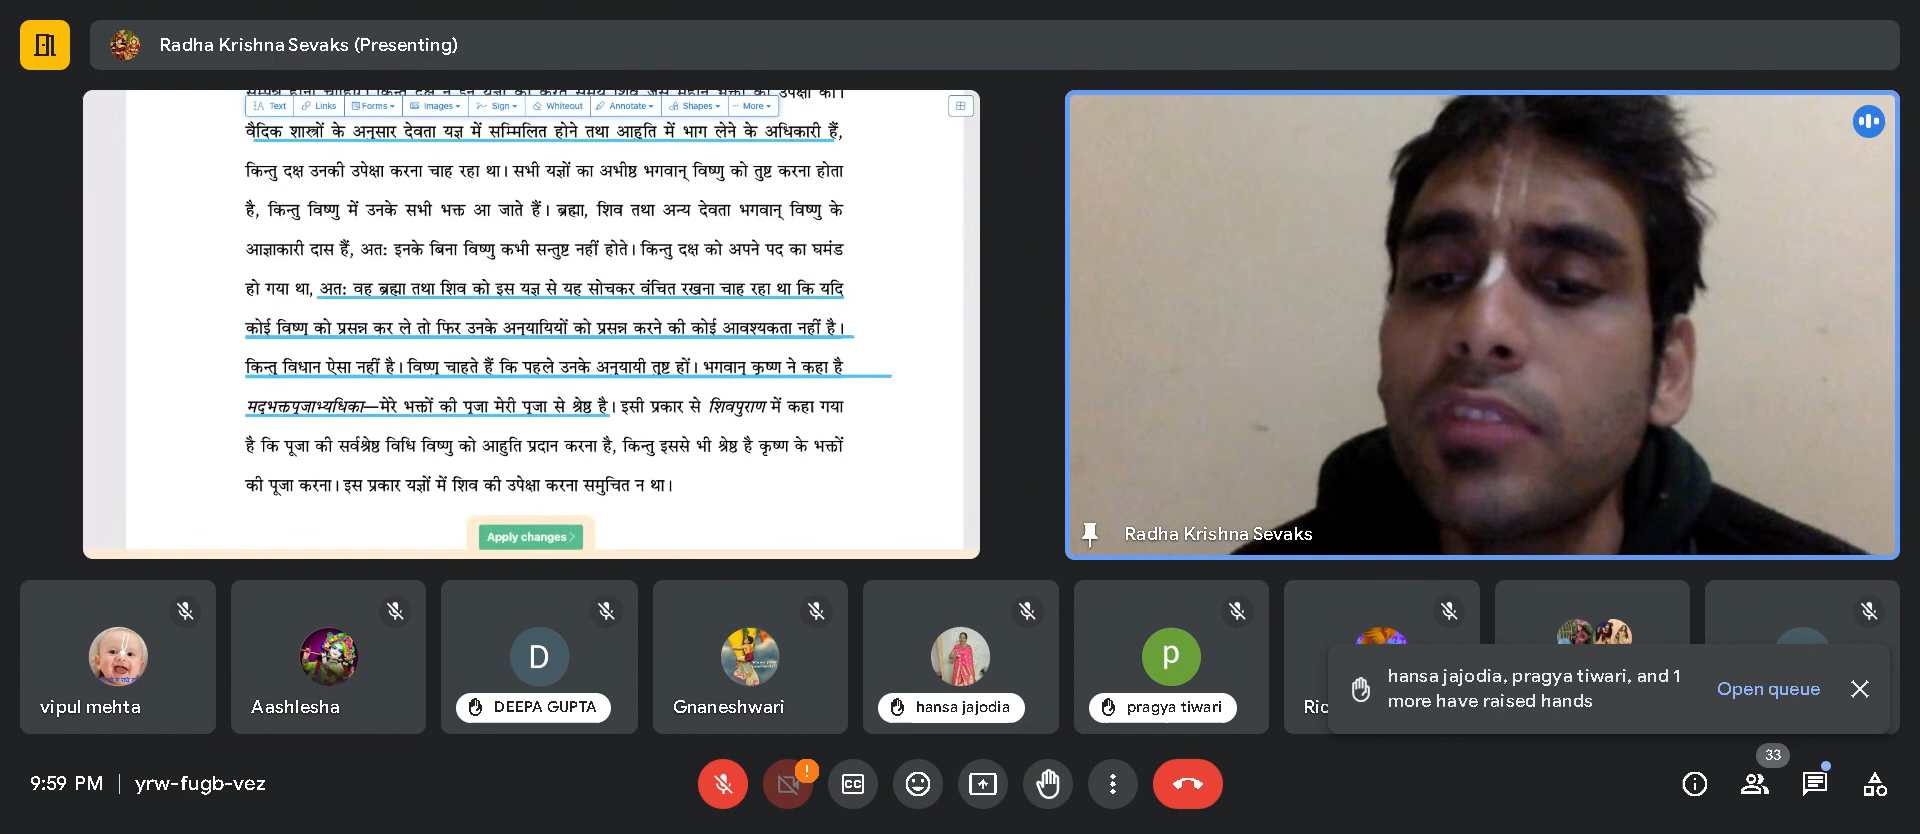 Radha Krishna Sevaks (Presenting)
Text Links Forms Images Sign Whiteout Annotate Shapes More
उपेक्षा की।
वैदिक शास्त्रों के अनुसार देवता यज्ञ में सम्मिलित होने तथा आहुति में भाग लेने के अधिकारी हैं,
किन्तु दक्ष उनकी उपेक्षा करना चाह रहा था। सभी यज्ञों का अभीष्ठ भगवान् विष्णु को तुष्ट करना होता
है, किन्तु विष्णु में उनके सभी भक्त आ जाते हैं। ब्रह्मा, शिव तथा अन्य देवता भगवान् विष्णु के
आज्ञाकारी दास हैं, अत: इनके बिना विष्णु कभी सन्तुष्ट नहीं होते। किन्तु दक्ष को अपने पद का घमंड
हो गया था, अत: वह ब्रह्मा तथा शिव को इस यज्ञ से यह सोचकर वंचित रखना चाह रहा था कि यदि
कोई विष्णु को प्रसन्न कर ले तो फिर उनके अनुयायियों को प्रसन्न करने की कोई आवश्यकता नहीं है।
किन्तु विधान ऐसा नहीं है। विष्णु चाहते हैं कि पहले उनके अनुयायी तुष्ट हों। भगवान् कृष्ण ने कहा है
मद्भक्तपूजाभ्यधिका—मेरे भक्तों की पूजा मेरी पूजा से श्रेष्ठ है। इसी प्रकार से शिवपुराण में कहा गया
है कि पूजा की सर्वश्रेष्ठ विधि विष्णु को आहुति प्रदान करना है, किन्तु इससे भी श्रेष्ठ है कृष्ण के भक्तों
की पूजा करना। इस प्रकार यज्ञों में शिव की उपेक्षा करना समुचित न था।
Apply changes
Radha Krishna Sevaks
D
p
vipul mehta
Aashlesha
DEEPA GUPTA
Gnaneshwari
hansa jajodia
pragya tiwari
Ric
hansa jajodia, pragya tiwari, and 1
more have raised hands
Open queue
9:59 PM | yrw-fugb-vez
CC
33